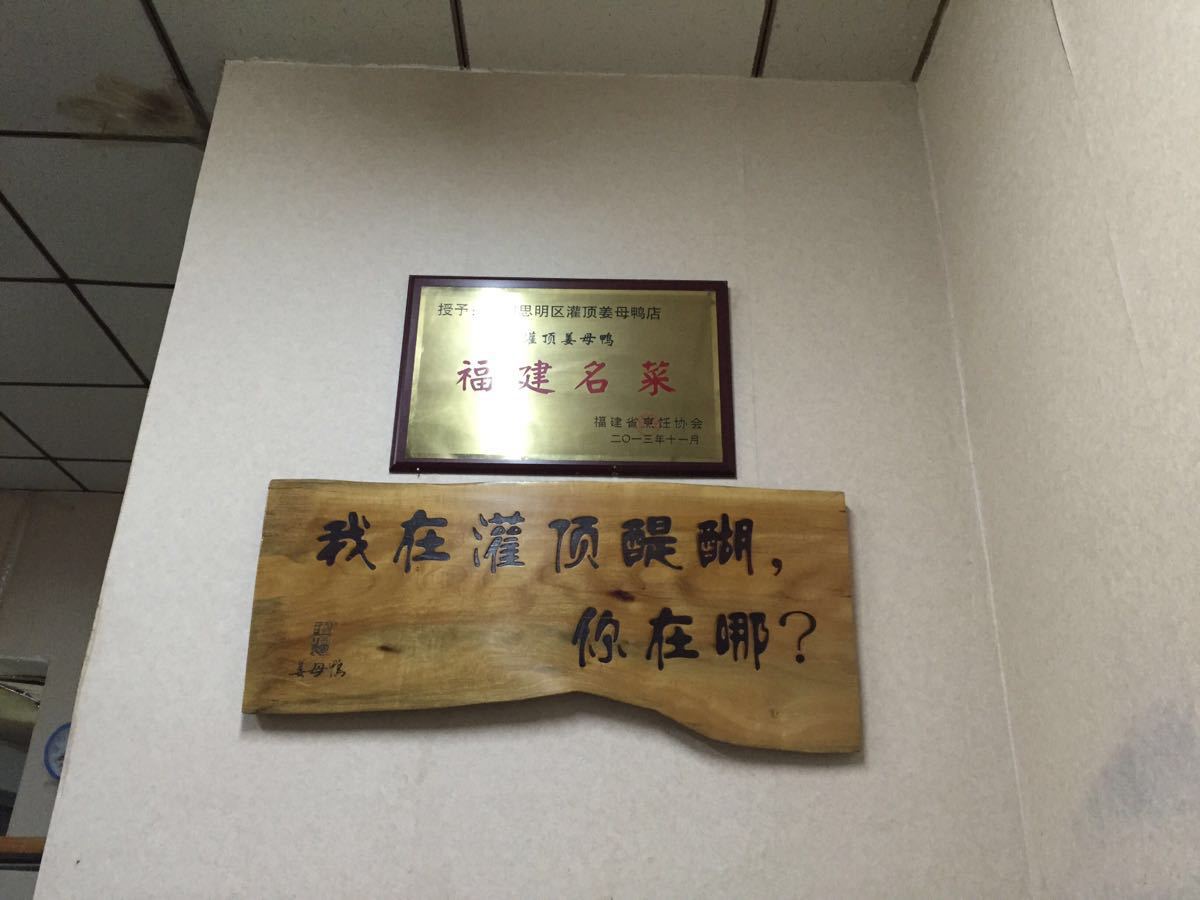 授予: 思明区灌顶姜母鸭店
灌顶姜母鸭
福建名菜
福建省烹饪协会
二〇一三年十一月
我在灌顶醍醐,
你在哪?
姜母鸭